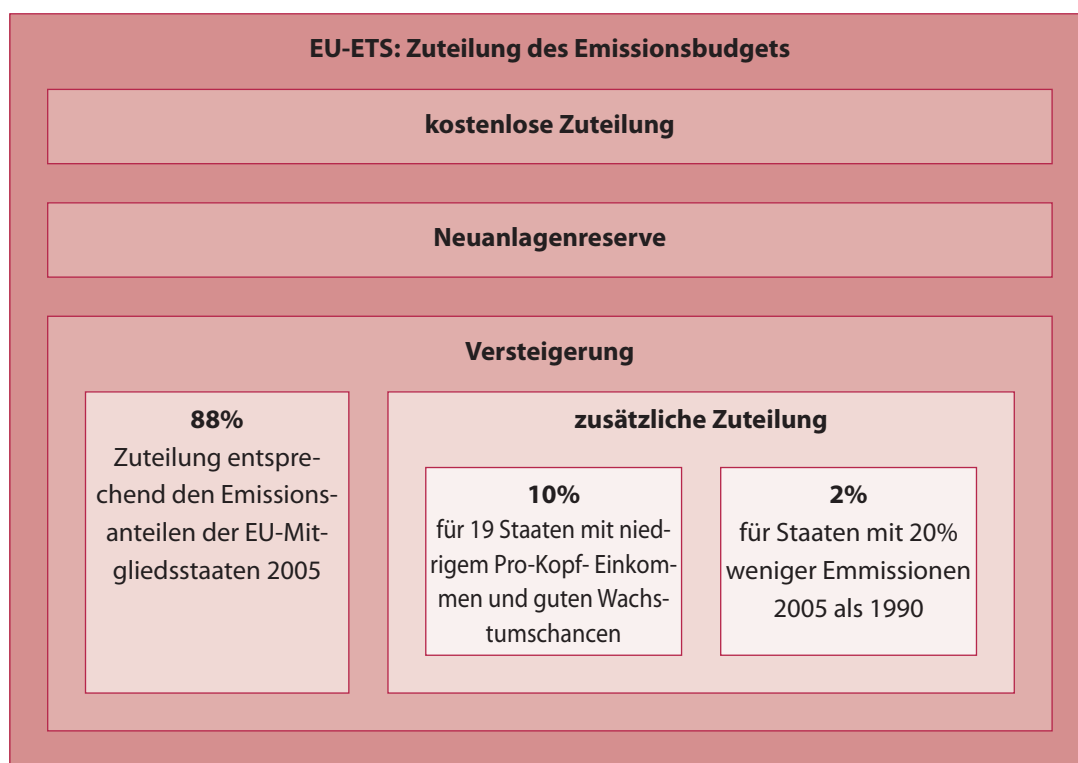 EU-ETS: Zuteilung des Emissionsbudgets
kostenlose Zuteilung
Neuanlagenreserve
Versteigerung
88%
Zuteilung entspre-
chend den Emissions-
anteilen der EU-Mit-
gliedsstaaten 2005
zusätzliche Zuteilung
10%
für 19 Staaten mit nied-
rigem Pro-Kopf- Einkom-
men und guten Wachs-
tumschancen
2%
für Staaten mit 20%
weniger Emmissionen
2005 als 1990